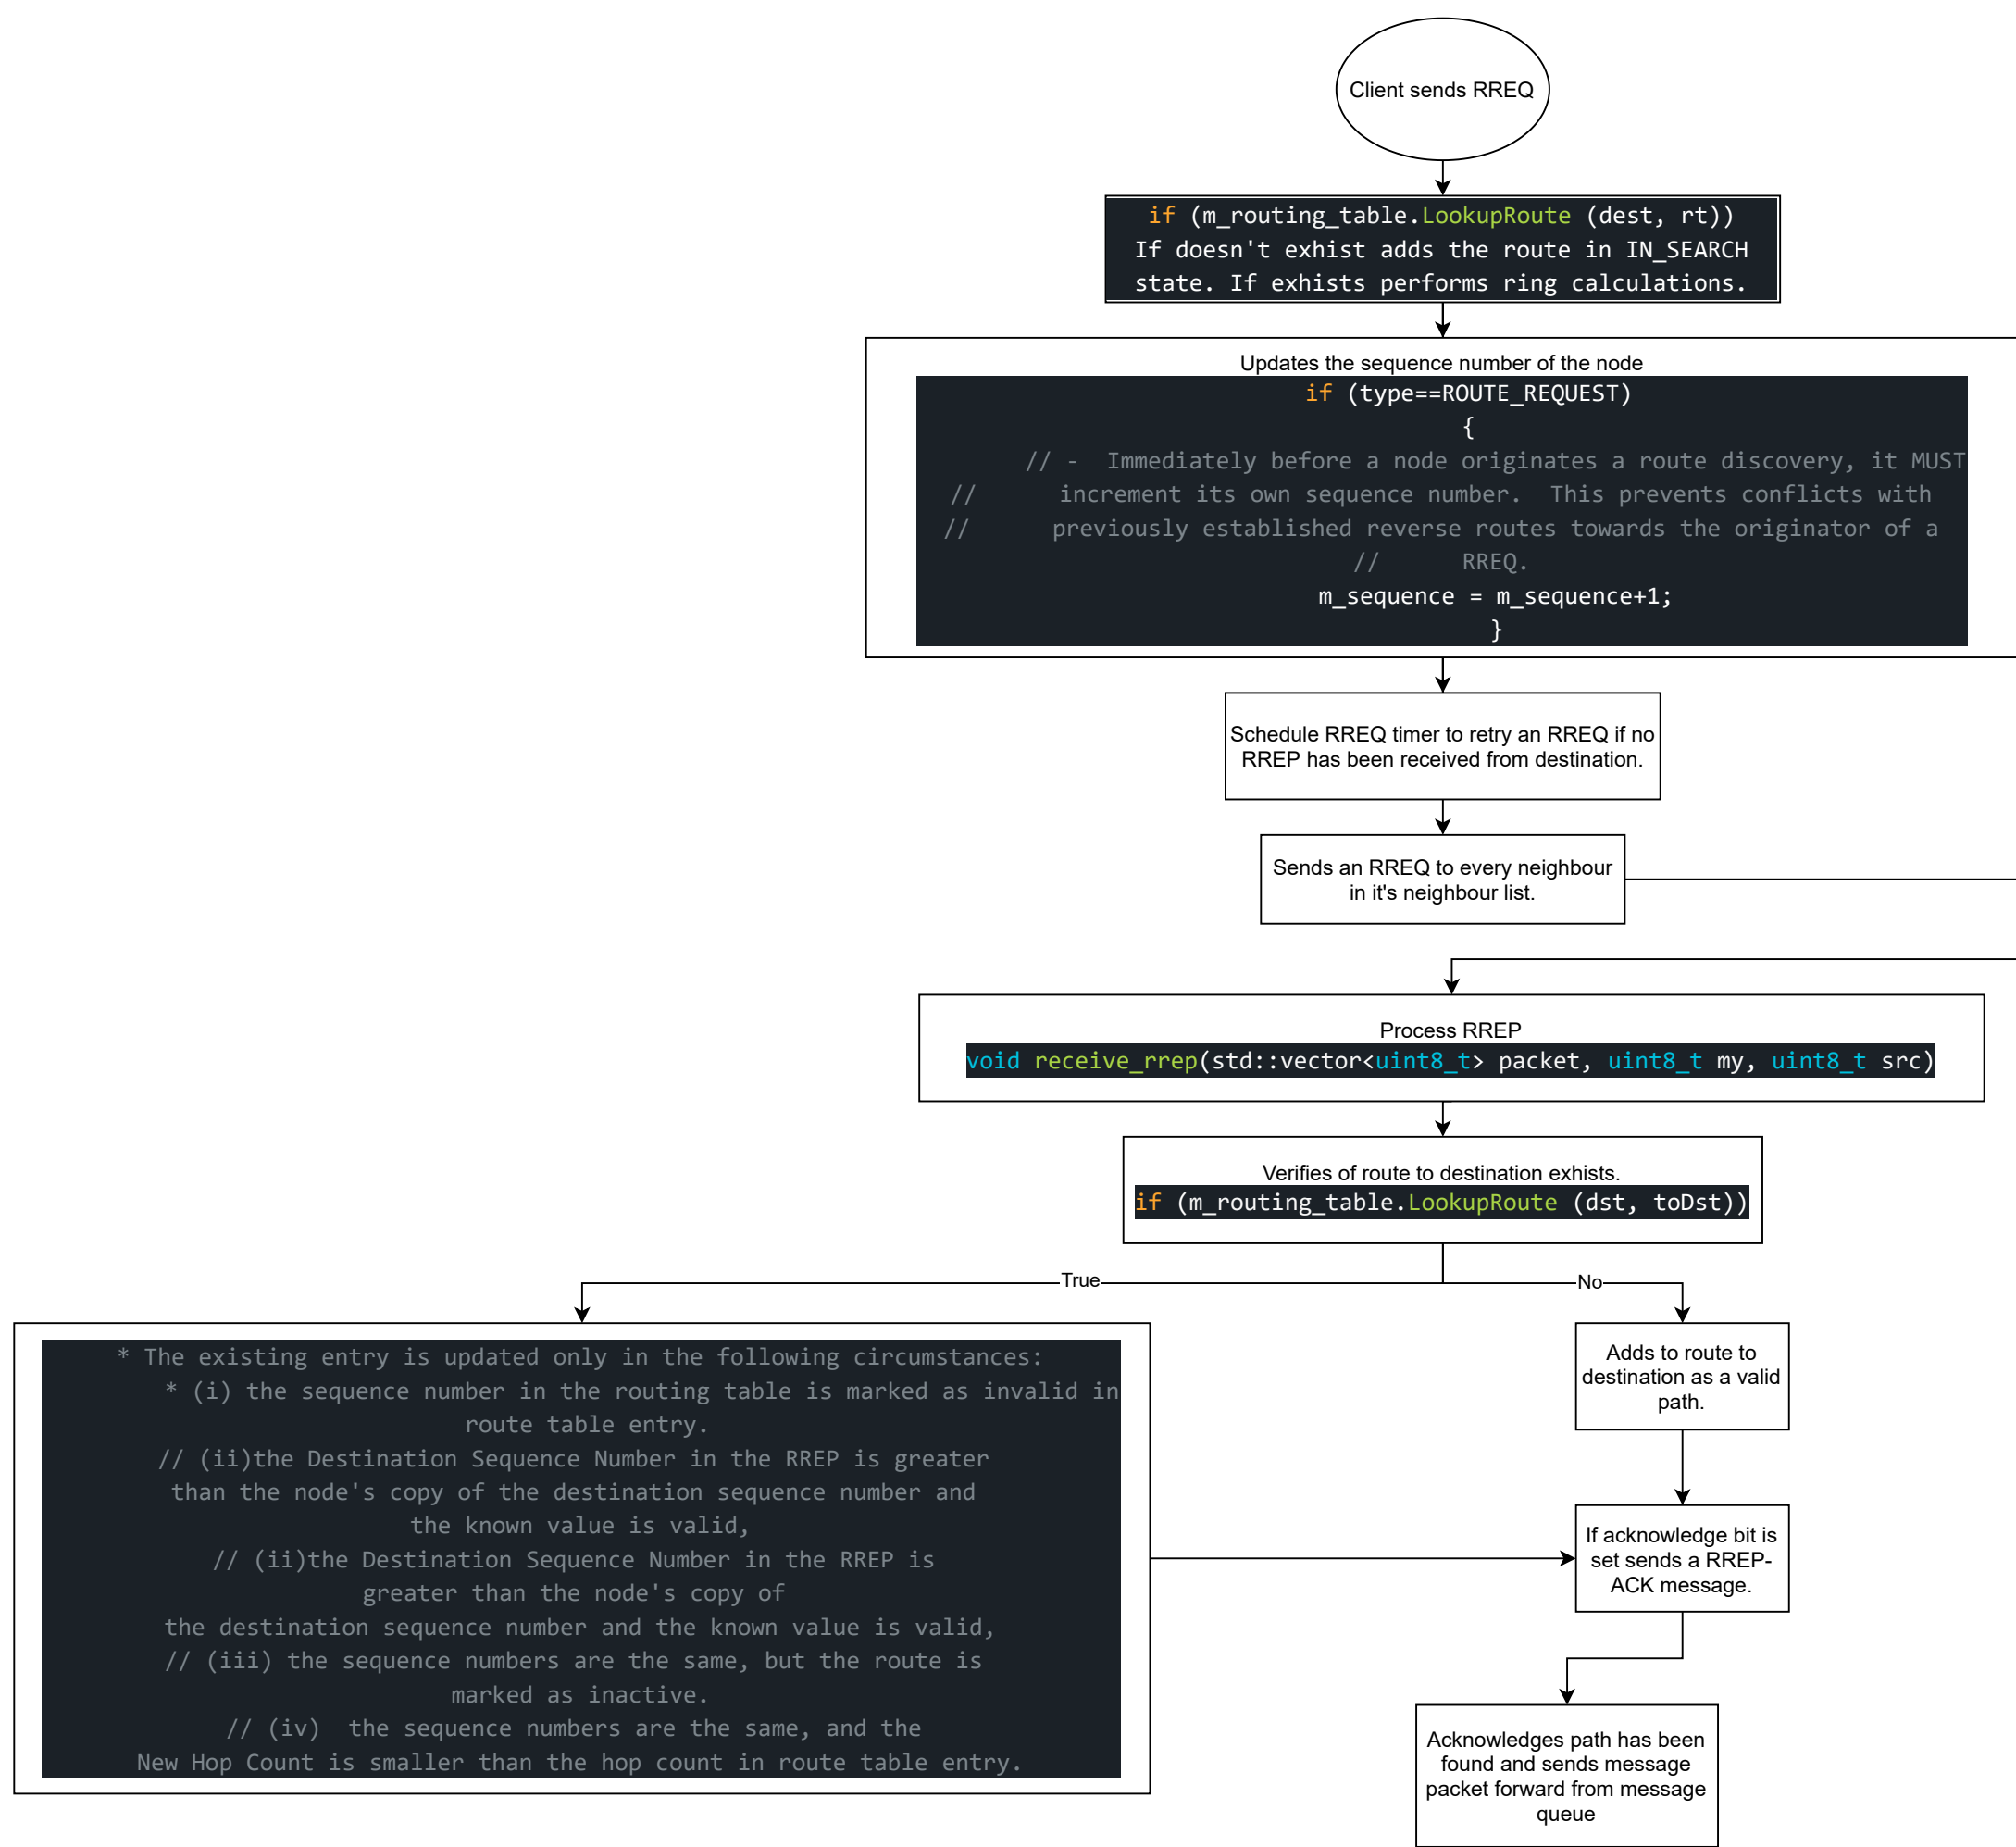 Client sends RREQ
if (m_routing_table.LookupRoute (dest, rt))
If doesn't exhist adds the route in IN_SEARCH
state. If exhists performs ring calculations.
Updates the sequence number of the node
if (type==ROUTE_REQUEST)
{
// -  Immediately before a node originates a route discovery, it MUST
//      increment its own sequence number.  This prevents conflicts with
//      previously established reverse routes towards the originator of a
//      RREQ.
m_sequence = m_sequence+1;
}
Schedule RREQ timer to retry an RREQ if no
RREP has been received from destination.
Sends an RREQ to every neighbour
in it's neighbour list.
Process RREP
void receive_rrep(std::vector<uint8_t> packet, uint8_t my, uint8_t src)
Verifies of route to destination exhists.
if (m_routing_table.LookupRoute (dst, toDst))
True
No
* The existing entry is updated only in the following circumstances:
* (i) the sequence number in the routing table is marked as invalid in
route table entry.
// (ii)the Destination Sequence Number in the RREP is greater
than the node's copy of the destination sequence number and
the known value is valid,
// (ii)the Destination Sequence Number in the RREP is
greater than the node's copy of
the destination sequence number and the known value is valid,
// (iii) the sequence numbers are the same, but the route is
marked as inactive.
// (iv)  the sequence numbers are the same, and the
New Hop Count is smaller than the hop count in route table entry.
Adds to route to
destination as a valid
path.
If acknowledge bit is
set sends a RREP-
ACK message.
Acknowledges path has been
found and sends message
packet forward from message
queue